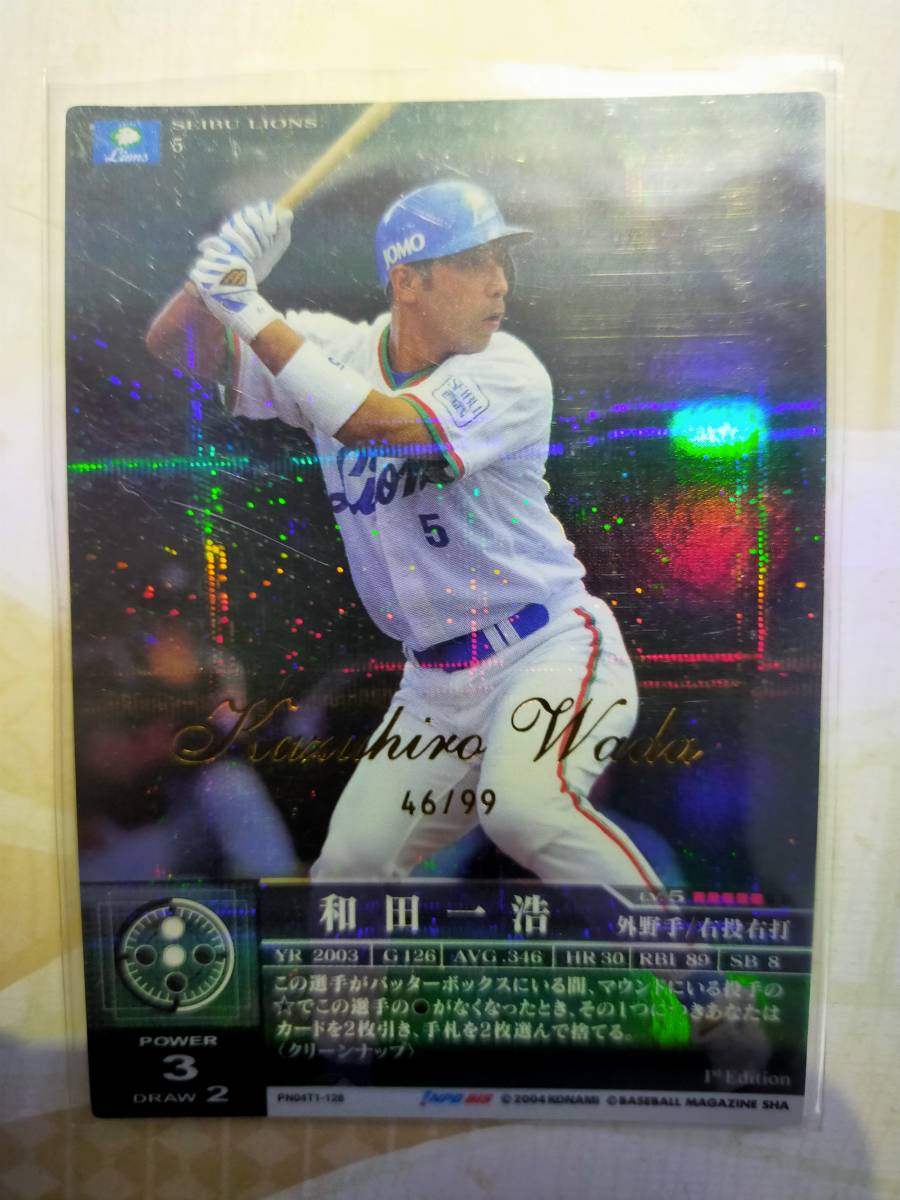 Lions
SEIBU LIONS
5
JOMO
SEIBU
Lions
5
Kazuhiro Wada
46/99
LV.5
和田一浩
外野手/右投右打
YR 2003 G126 AVG .346 HR 30 RBI 89 SB 8
この選手がバッターボックスにいる間、マウンドにいる投手の
☆でこの選手の●がなくなったとき、その1つにつきあなたは
カードを2枚引き、手札を2枚選んで捨てる。
〈クリーンナップ〉
POWER
3
DRAW 2
1st Edition
PN04T1-128 NPB BIS ©2004 KONAMI ©BASEBALL MAGAZINE SHA